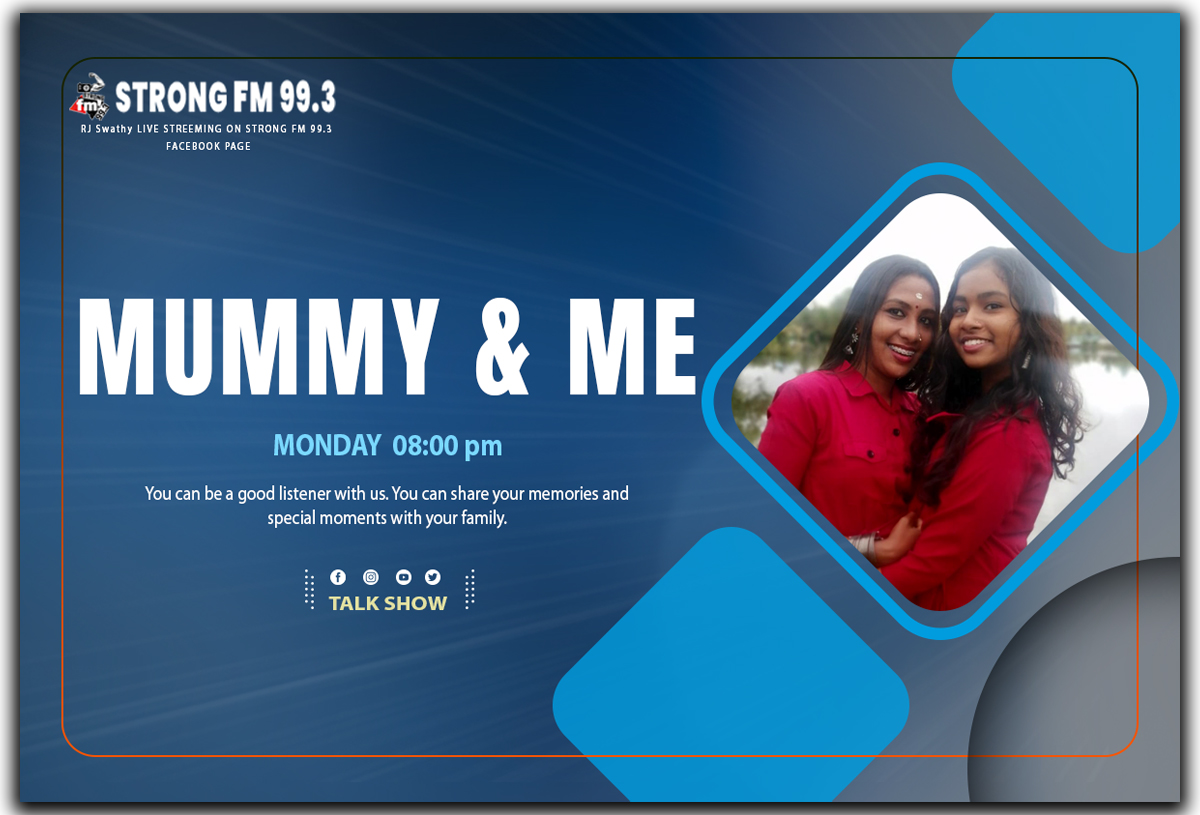 fm
STRONG FM 99.3
RJ Swathy LIVE STREEMING ON STRONG FM 99.3
FACEBOOK PAGE
MUMMY & ME
MONDAY 08:00 pm
You can be a good listener with us. You can share your memories and
special moments with your family.
TALK SHOW